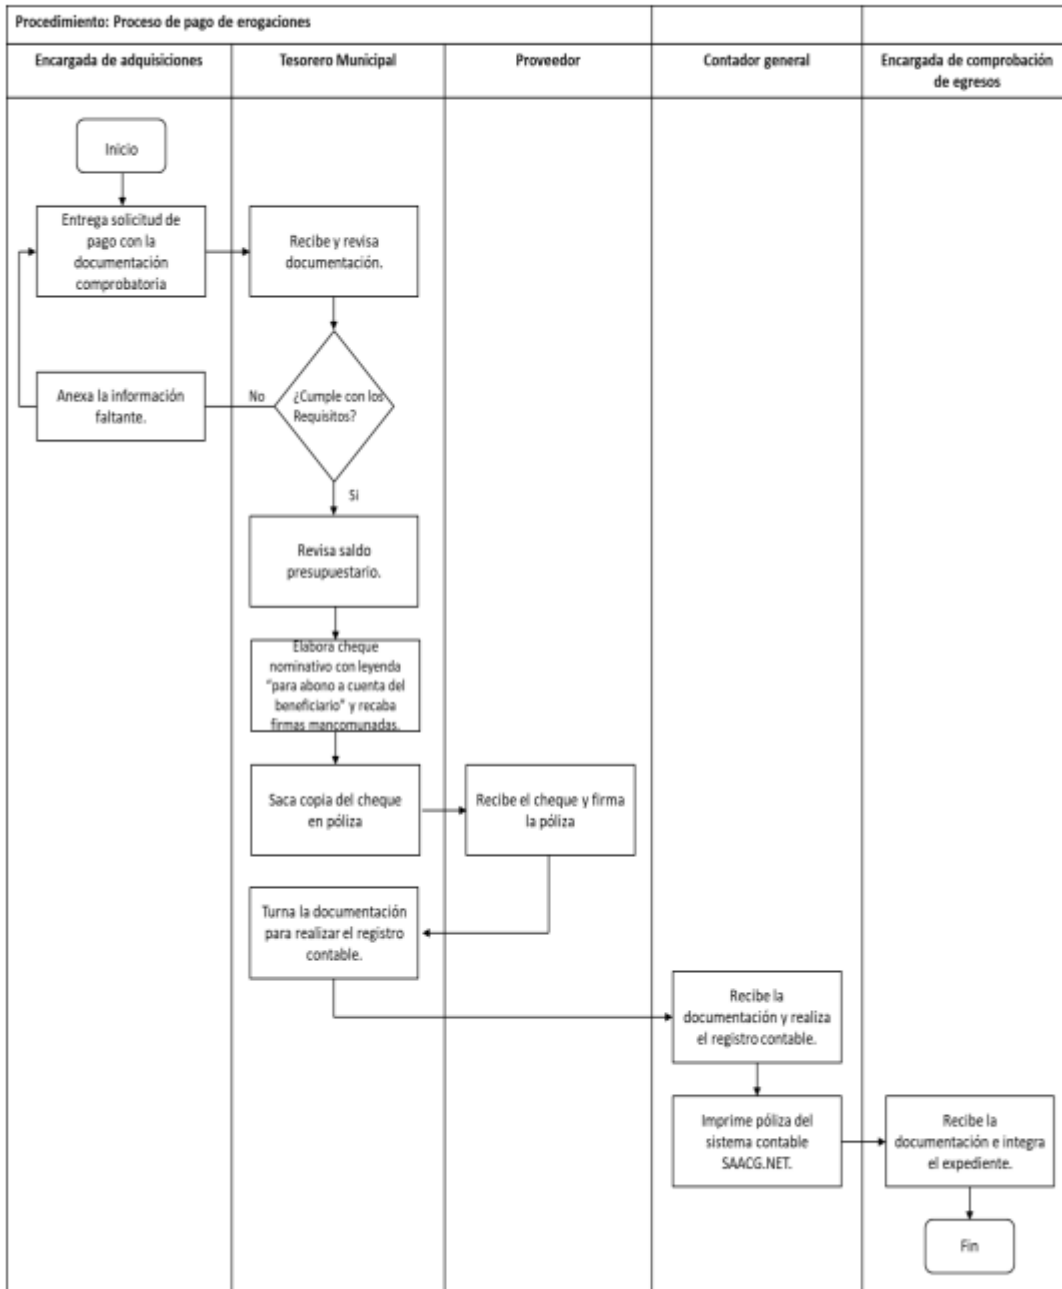 Procedimiento: Proceso de pago de erogaciones
Encargada de adquisiciones
Tesorero Municipal
Proveedor
Contador general
Encargada de comprobación
de egresos
Inicio
Entrega solicitud de
pago con la
documentación
comprobatoria
Recibe y revisa
documentación.
Anexa la información
faltante.
No
¿Cumple con los
Requisitos?
Si
Revisa saldo
presupuestario.
Elabora cheque
nominativo con leyenda
"para abono a cuenta del
beneficiario" y recaba
firmas mancomunadas.
Saca copia del cheque
en póliza
Recibe el cheque y firma
la póliza
Turna la documentación
para realizar el registro
contable.
Recibe la
documentación y realiza
el registro contable.
Imprime póliza del
sistema contable
SAACG.NET.
Recibe la
documentación e integra
el expediente.
Fin